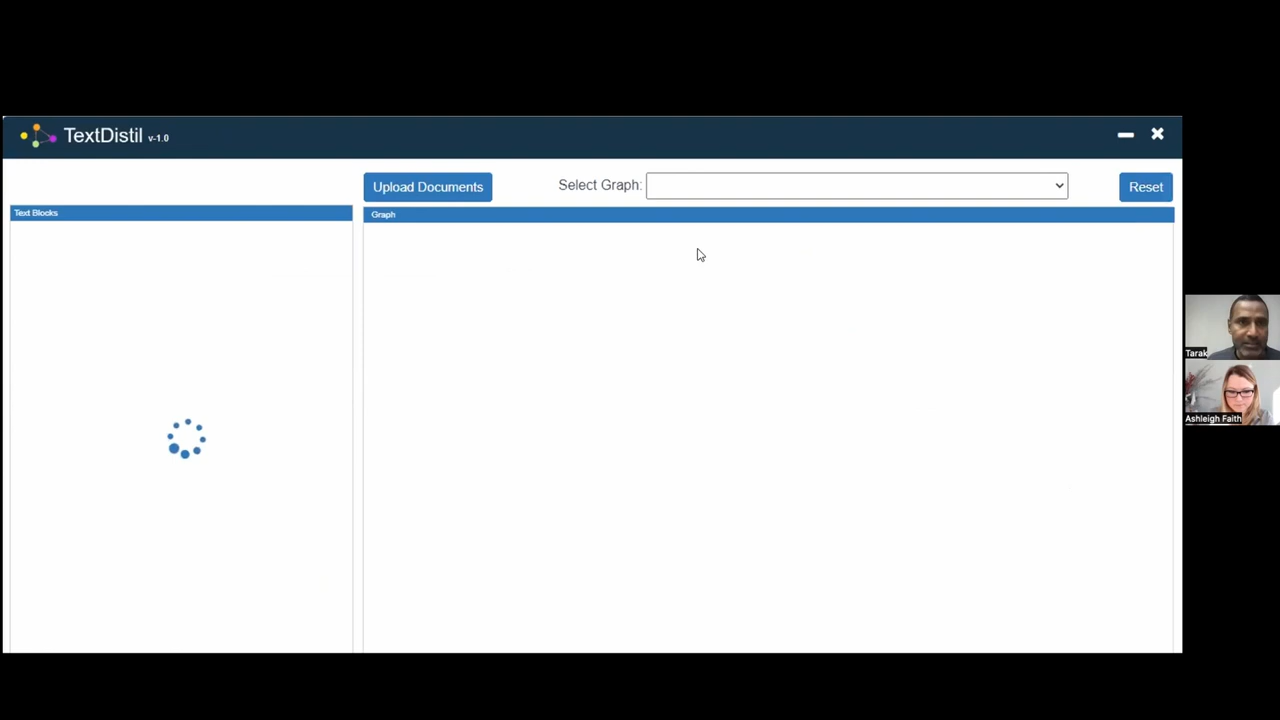 TextDistil v-1.0
Upload Documents
Select Graph:
Reset
Text Blocks
Graph
Tarak
Ashleigh Faith